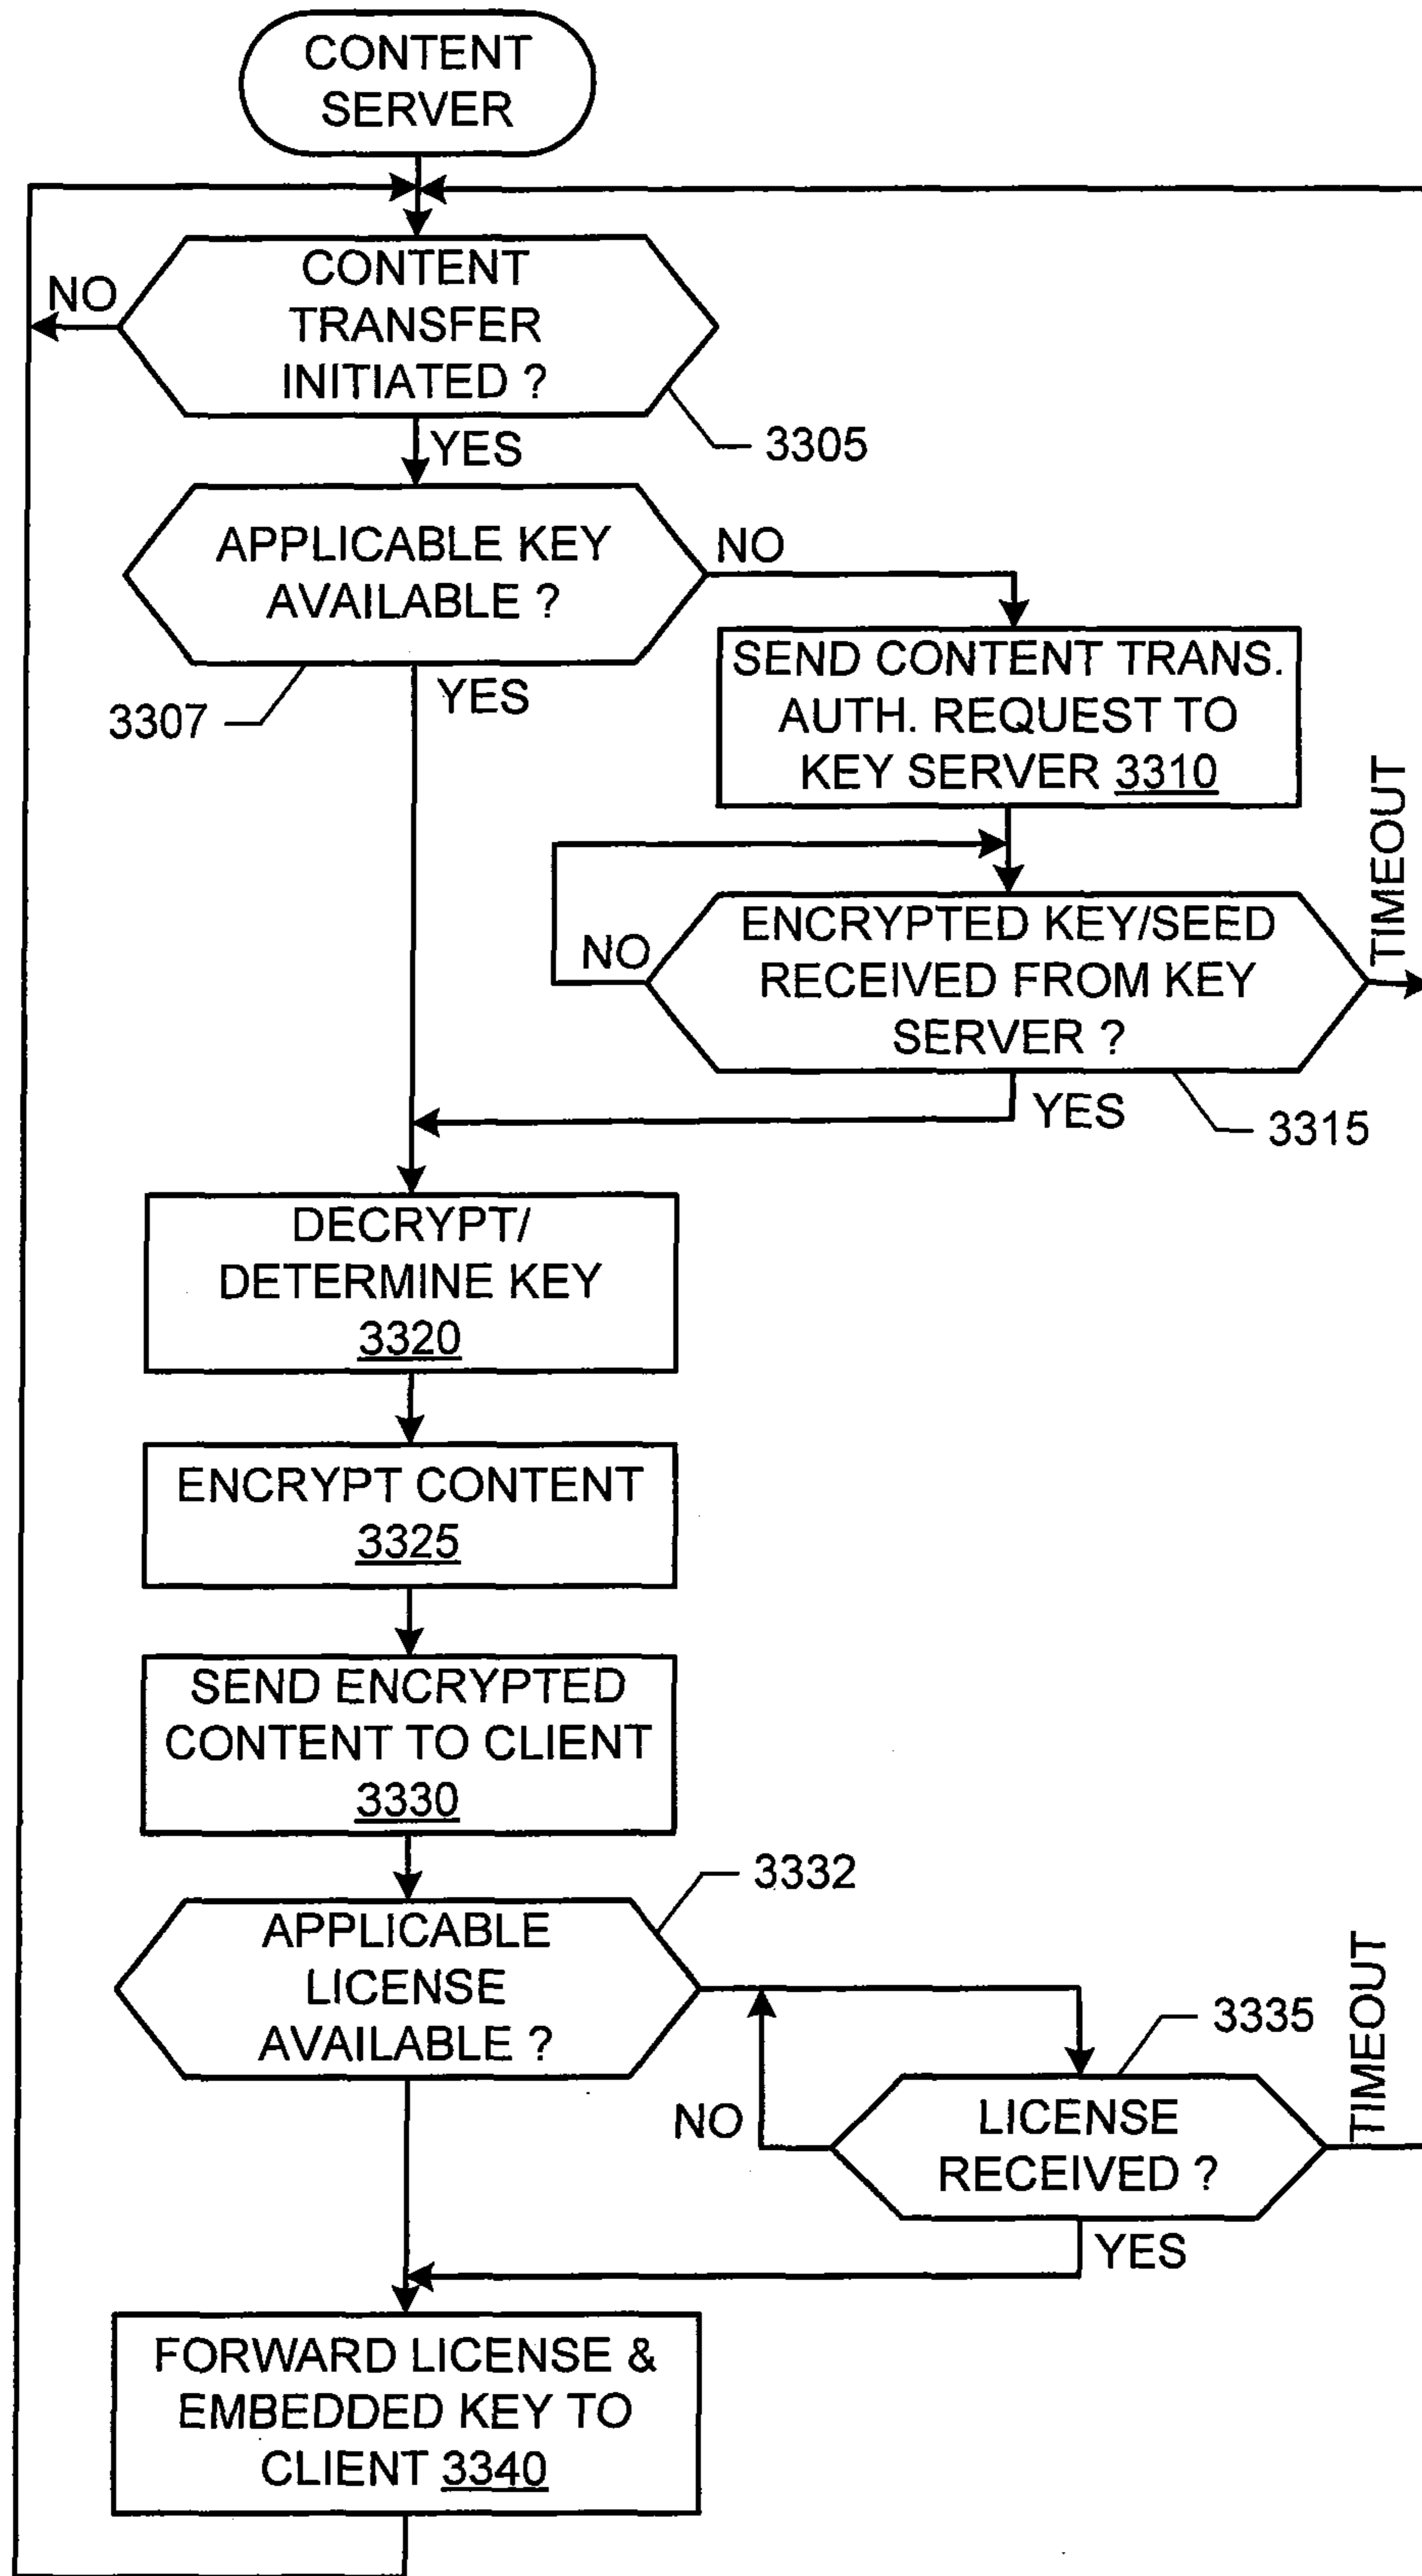 CONTENT
SERVER
CONTENT
TRANSFER
INITIATED ?
NO
YES
3305
APPLICABLE KEY
AVAILABLE ?
NO
YES
3307
SEND CONTENT TRANS.
AUTH. REQUEST TO
KEY SERVER 3310
ENCRYPTED KEY/SEED
RECEIVED FROM KEY
SERVER ?
NO
TIMEOUT
YES
3315
DECRYPT/
DETERMINE KEY
3320
ENCRYPT CONTENT
3325
SEND ENCRYPTED
CONTENT TO CLIENT
3330
3332
APPLICABLE
LICENSE
AVAILABLE ?
3335
LICENSE
RECEIVED ?
NO
TIMEOUT
YES
FORWARD LICENSE &
EMBEDDED KEY TO
CLIENT 3340